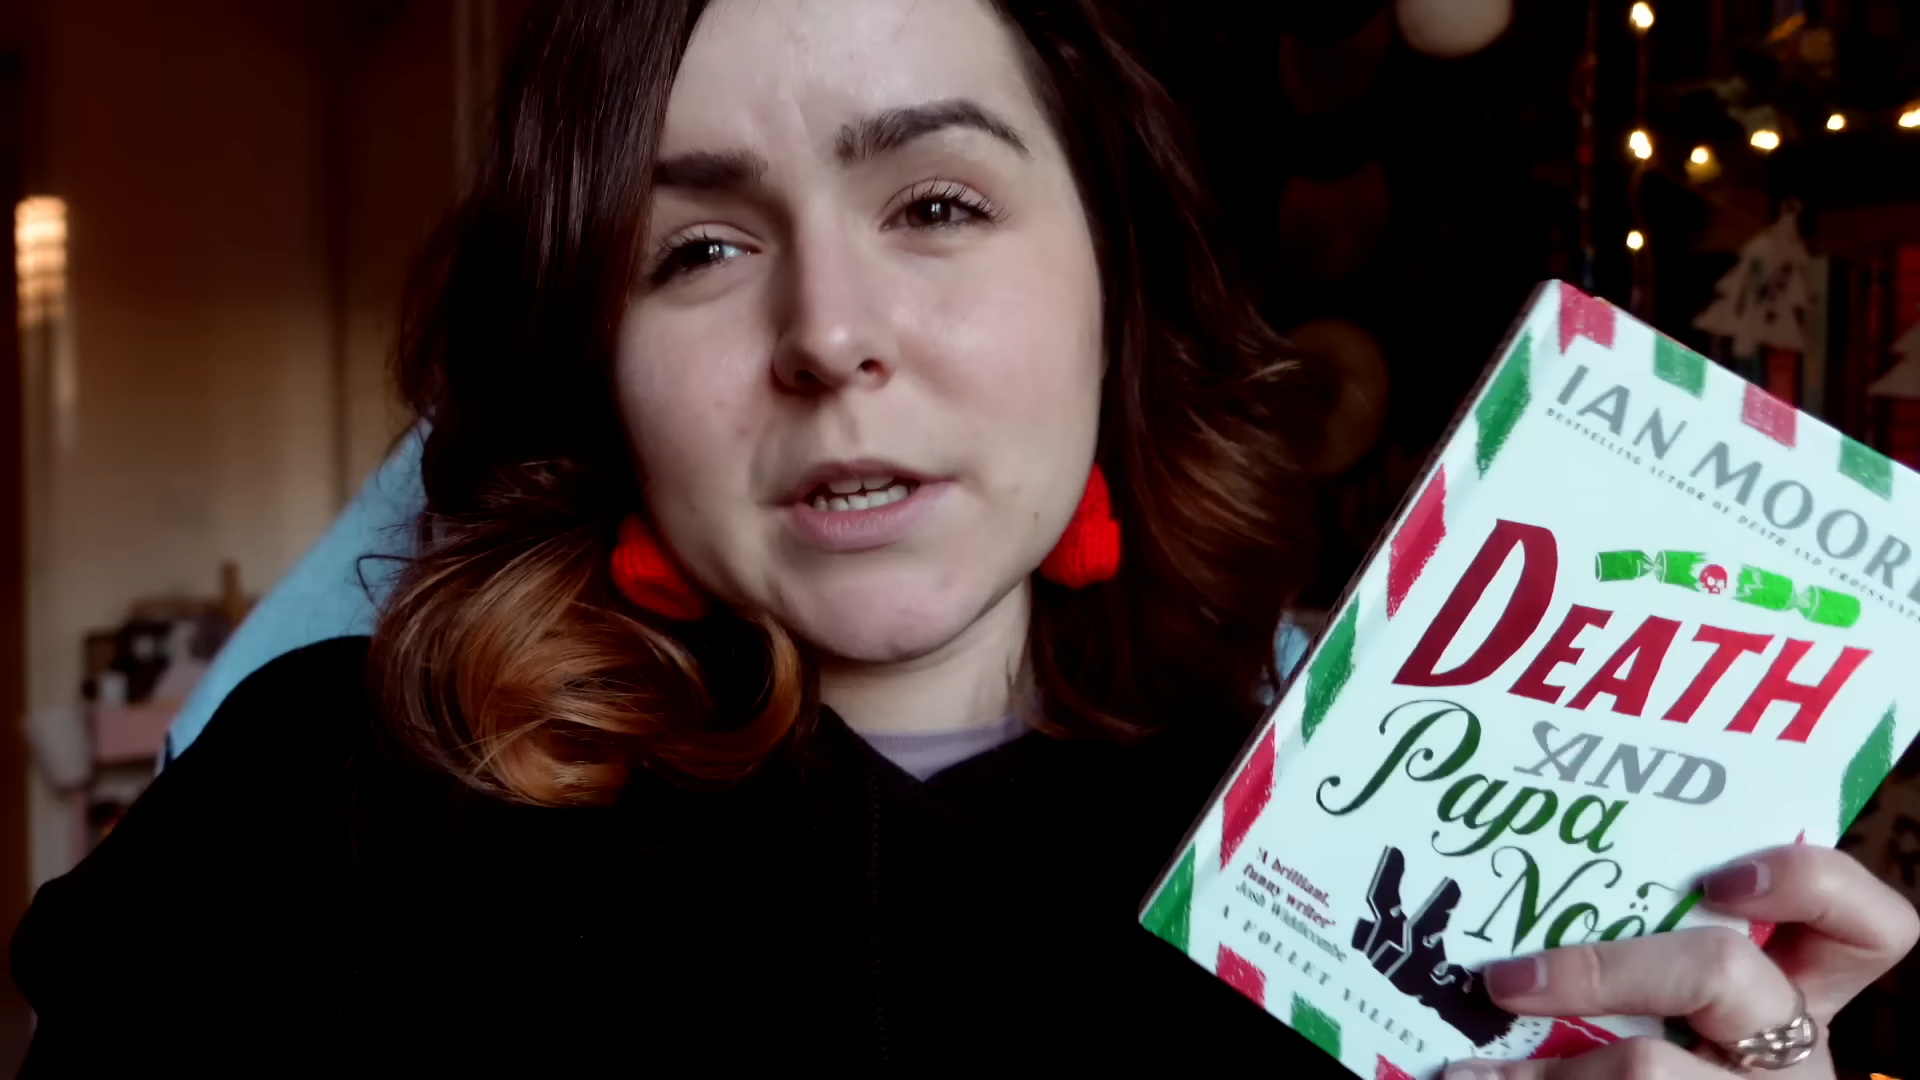 IAN MOORE
BESTSELLING AUTHOR OF DEATH AND CROISSANTS
DEATH
AND
Papa
Noël
'A brilliant,
funny writer'
Josh Widdicombe
A FOLLET VALLEY